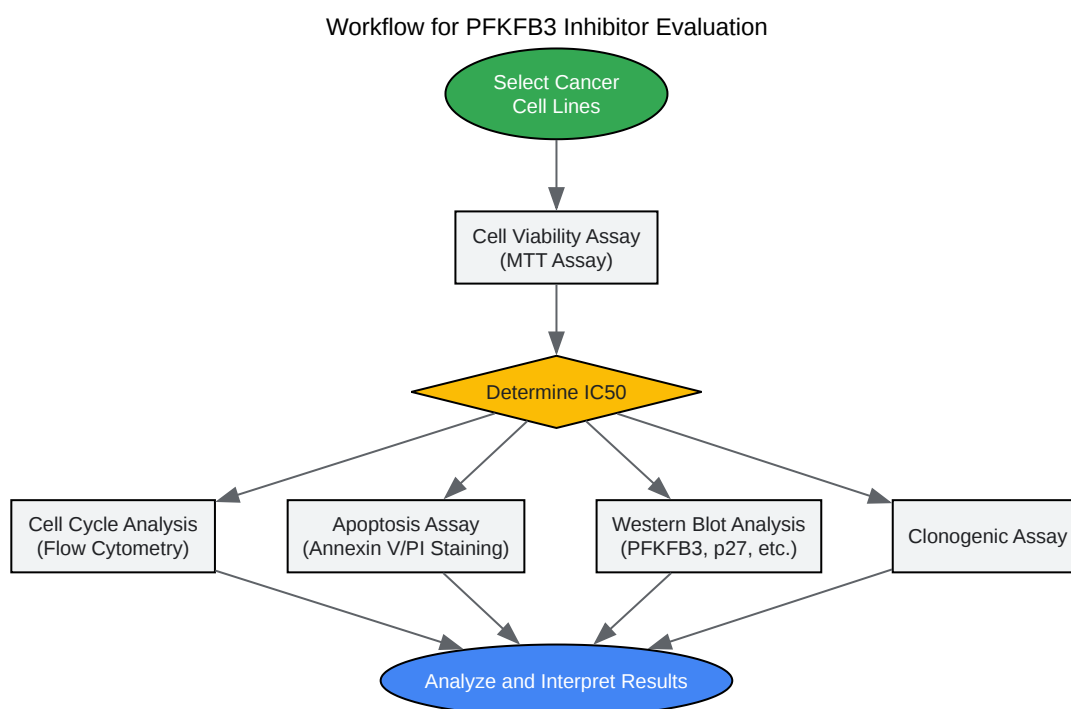 Workflow for PFKFB3 Inhibitor Evaluation
Select Cancer
Cell Lines
Cell Viability Assay
(MTT Assay)
Determine IC50
Cell Cycle Analysis
(Flow Cytometry)
Apoptosis Assay
(Annexin V/PI Staining)
Western Blot Analysis
(PFKFB3, p27, etc.)
Clonogenic Assay
Analyze and Interpret Results